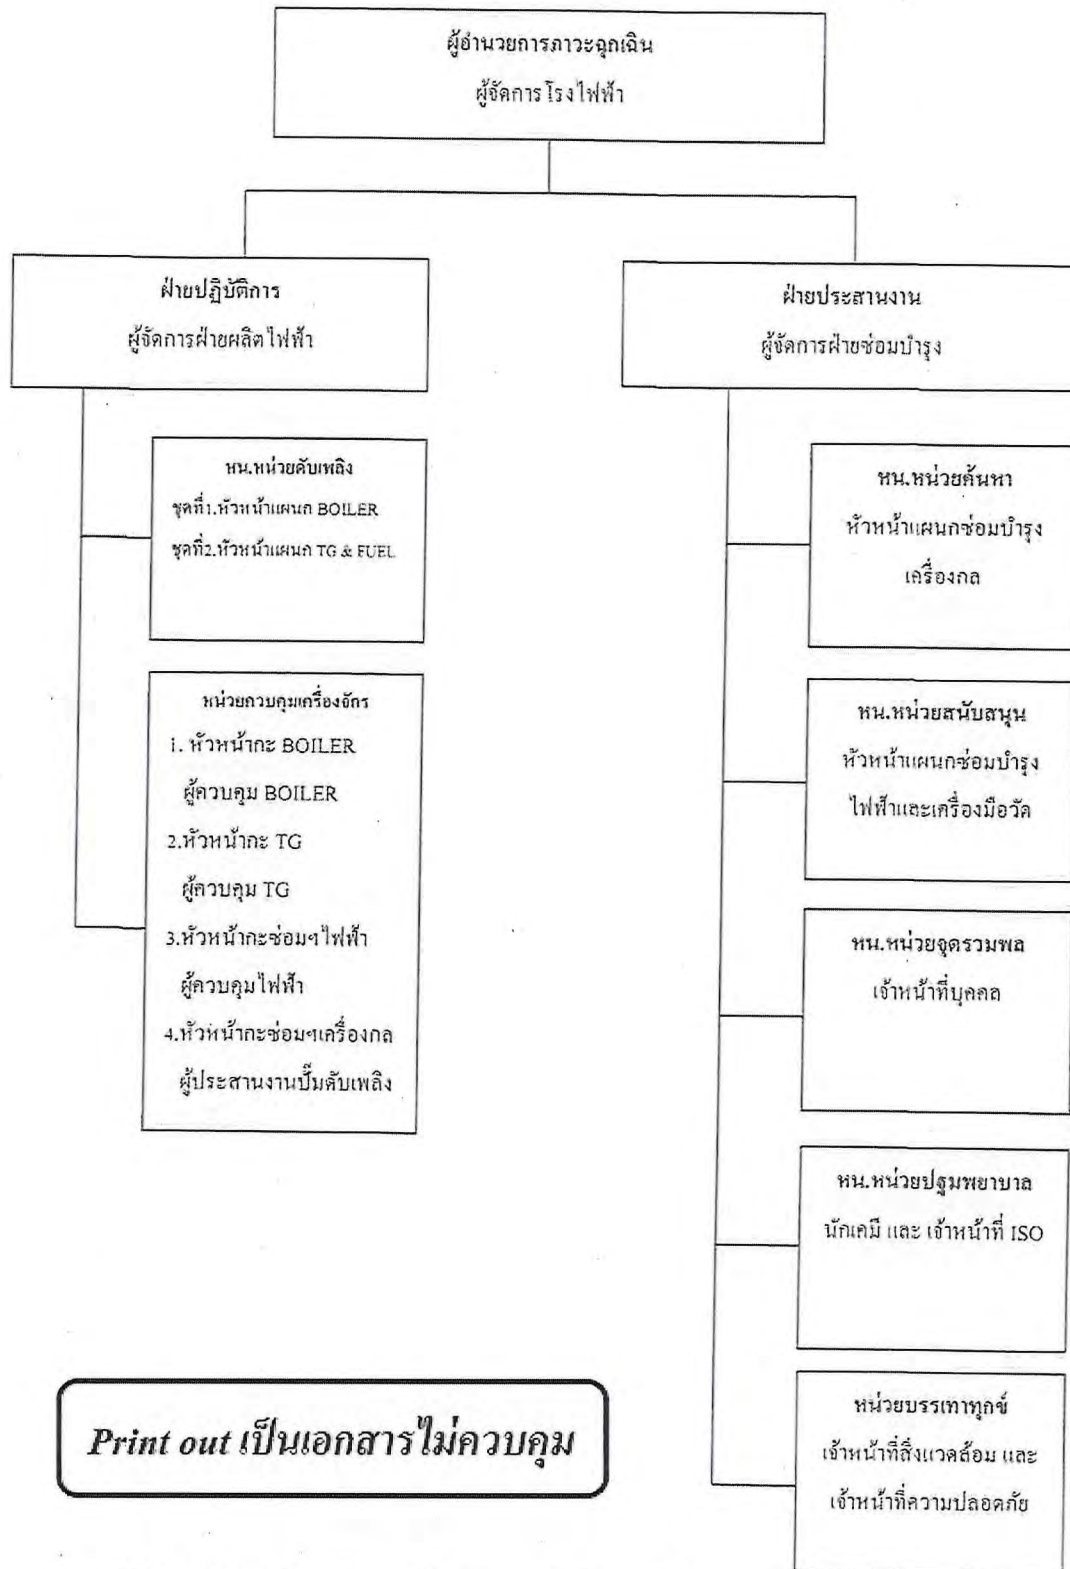 ผู้อำนวยการภาวะฉุกเฉิน
ผู้จัดการโรงไฟฟ้า
ฝ่ายปฏิบัติการ
ผู้จัดการฝ่ายผลิตไฟฟ้า
หน.หน่วยดับเพลิง
ชุดที่1.หัวหน้าแผนก BOILER
ชุดที่2.หัวหน้าแผนก TG & FUEL
หน่วยควบคุมเครื่องจักร
1. หัวหน้ากะ BOILER
ผู้ควบคุม BOILER
2.หัวหน้ากะ TG
ผู้ควบคุม TG
3.หัวหน้ากะซ่อมฯไฟฟ้า
ผู้ควบคุมไฟฟ้า
4.หัวหน้ากะซ่อมฯเครื่องกล
ผู้ประสานงานปั๊มดับเพลิง
ฝ่ายประสานงาน
ผู้จัดการฝ่ายซ่อมบำรุง
หน.หน่วยค้นหา
หัวหน้าแผนกซ่อมบำรุง
เครื่องกล
หน.หน่วยสนับสนุน
หัวหน้าแผนกซ่อมบำรุง
ไฟฟ้าและเครื่องมือวัด
หน.หน่วยจุดรวมพล
เจ้าหน้าที่บุคคล
หน.หน่วยปฐมพยาบาล
นักเคมี และ เจ้าหน้าที่ ISO
หน่วยบรรเทาทุกข์
เจ้าหน้าที่สิ่งแวดล้อม และ
เจ้าหน้าที่ความปลอดภัย
Print out เป็นเอกสารไม่ควบคุม